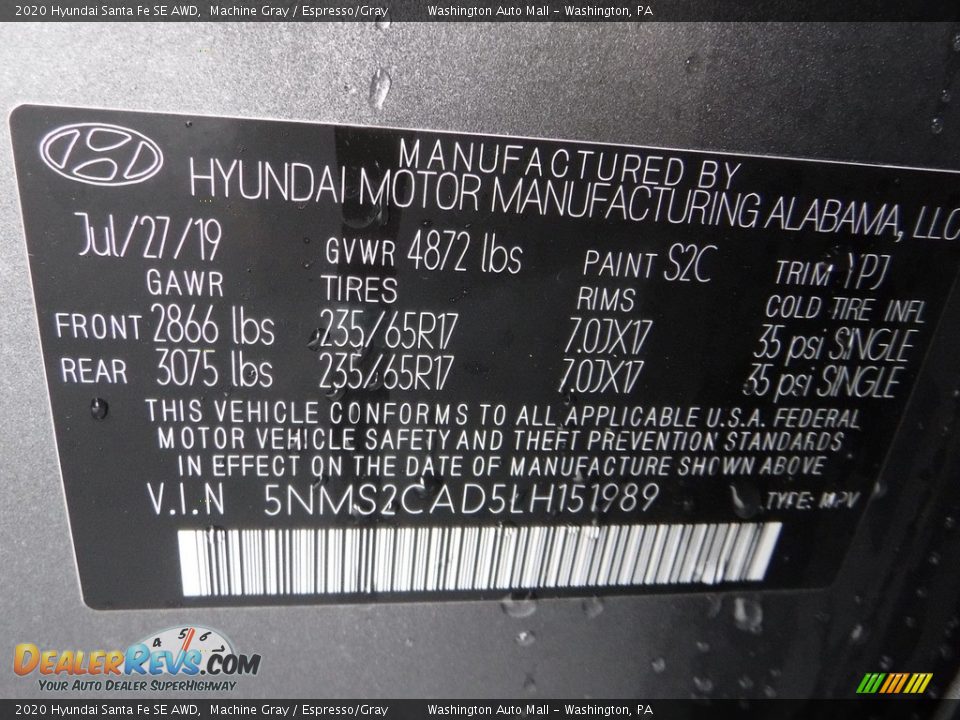 2020 Hyundai Santa Fe SE AWD, Machine Gray / Espresso/Gray Washington Auto Mall - Washington, PA
MANUFACTURED BY
HYUNDAI MOTOR MANUFACTURING ALABAMA, LLC
Jul/27/19 GVWR 4872 lbs PAINT S2C TRIM YPJ
GAWR TIRES RIMS COLD TIRE INFL
FRONT 2866 lbs 235/65R17 7.0JX17 35 psi SINGLE
REAR 3075 lbs 235/65R17 7.0JX17 35 psi SINGLE
THIS VEHICLE CONFORMS TO ALL APPLICABLE U.S.A. FEDERAL
MOTOR VEHICLE SAFETY AND THEFT PREVENTION STANDARDS
IN EFFECT ON THE DATE OF MANUFACTURE SHOWN ABOVE
V.I.N 5NMS2CAD5LH151989 TYPE: MPV
4 5 6
DEALERREVS.COM
YOUR AUTO DEALER SUPERHIGHWAY
2020 Hyundai Santa Fe SE AWD, Machine Gray / Espresso/Gray Washington Auto Mall - Washington, PA